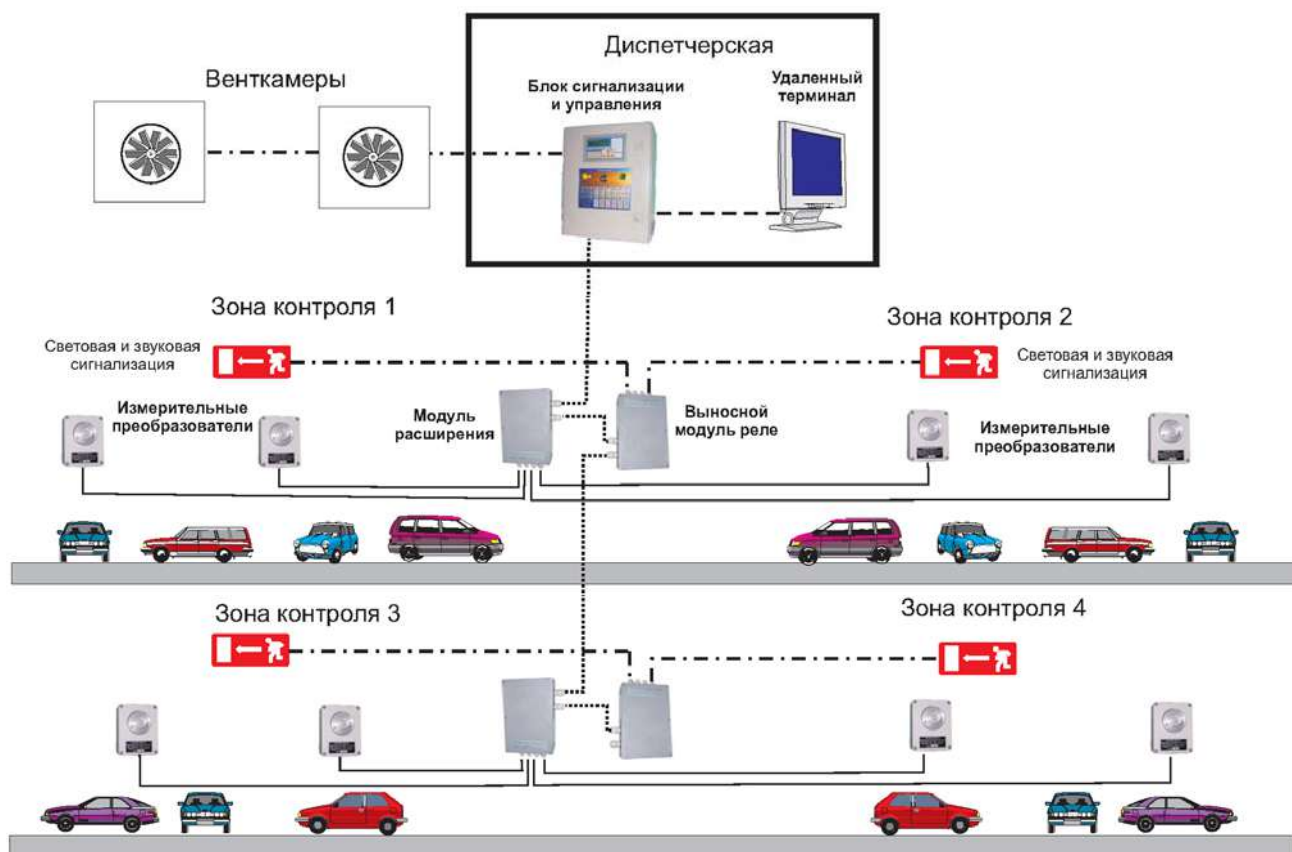 Диспетчерская
Венткамеры
Блок сигнализации
и управления
Удаленный
терминал
Зона контроля 1
Зона контроля 2
Световая и звуковая
сигнализация
Световая и звуковая
сигнализация
Измерительные
преобразователи
Модуль
расширения
Выносной
модуль реле
Измерительные
преобразователи
Зона контроля 3
Зона контроля 4